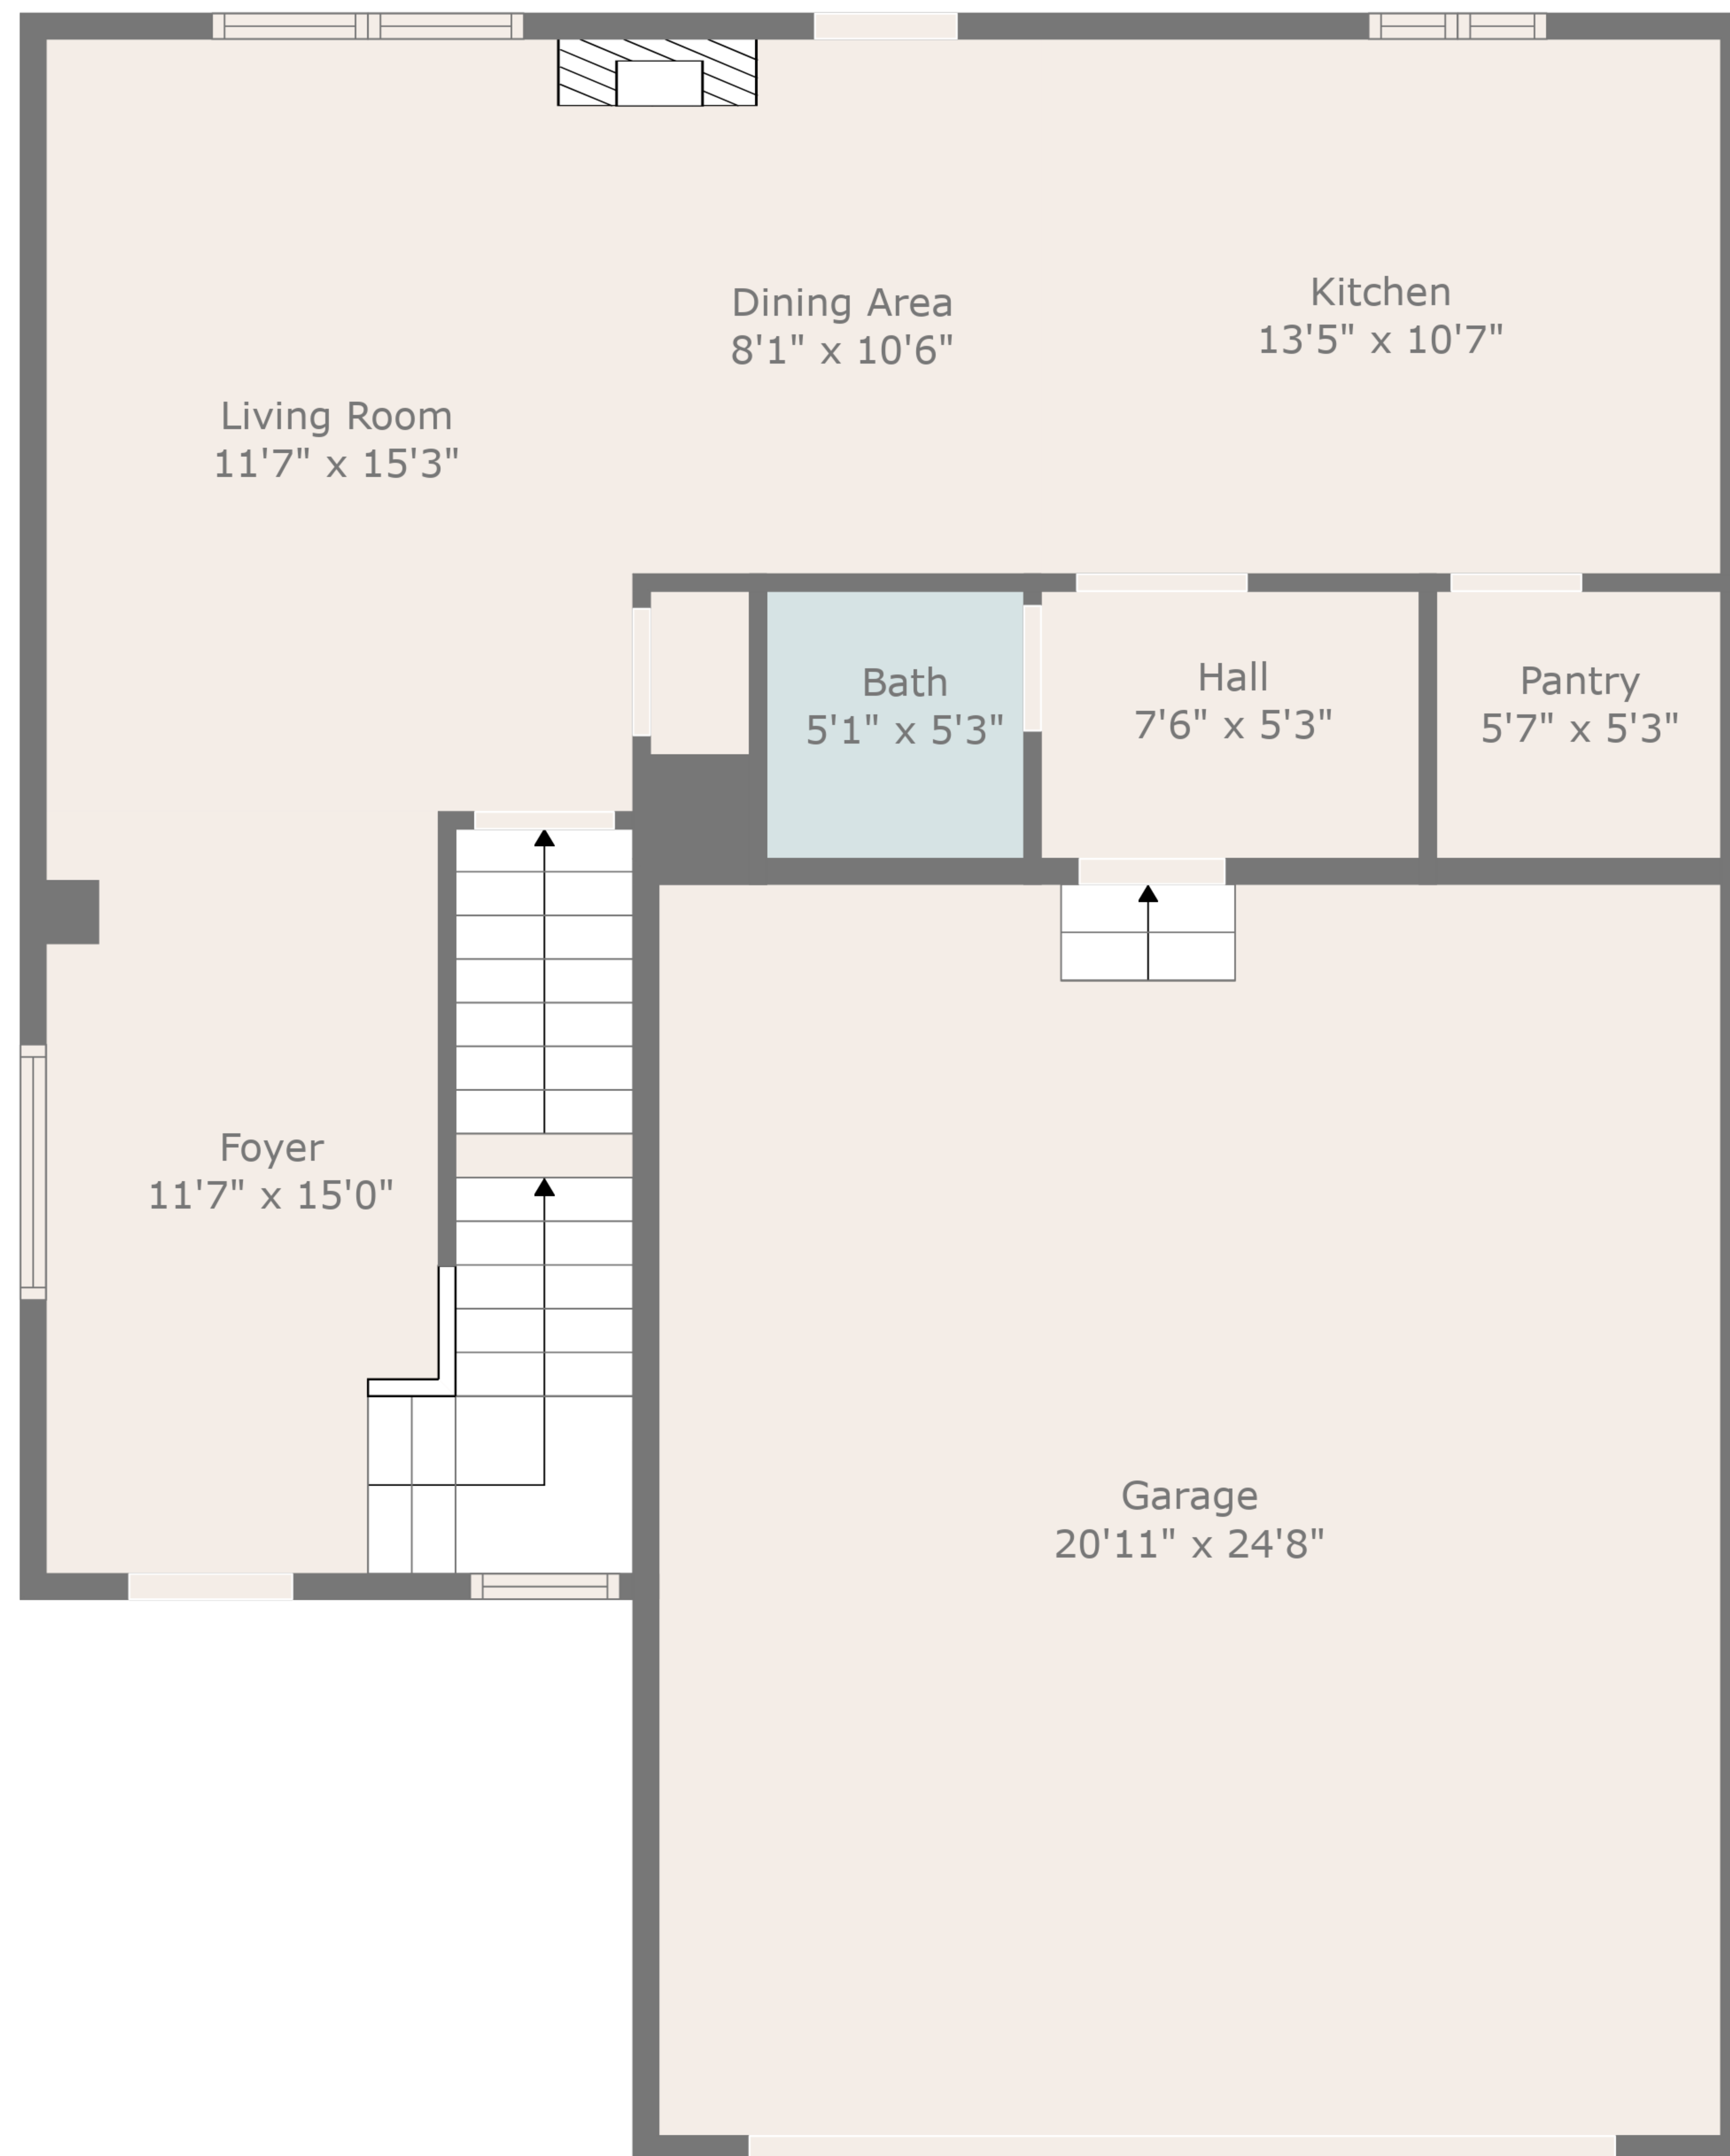 Kitchen
13'5" x 10'7"
Dining Area
8'1" x 10'6"
Living Room
11'7" x 15'3"
Bath
5'1" x 5'3"
Hall
7'6" x 5'3"
Pantry
5'7" x 5'3"
Foyer
11'7" x 15'0"
Garage
20'11" x 24'8"